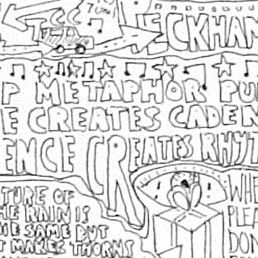 ECKHAM
P METAPHOR PU
E CREATES CADEN
ENCE CREATES RHYT
TURE OF
HE RAIN IS
HE SAME BUT
T MAKES THORNS
WHE
PLEA
DON